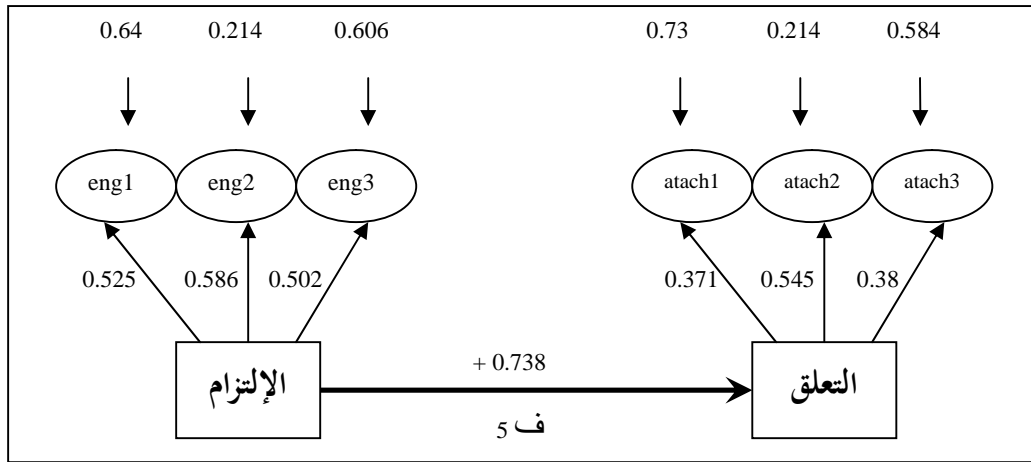 0.64 0.214 0.606 0.73 0.214 0.584
eng1 eng2 eng3 atach1 atach2 atach3
0.525 0.586 0.502 0.371 0.545 0.38
+ 0.738
الإلتزام التعلق
ف 5